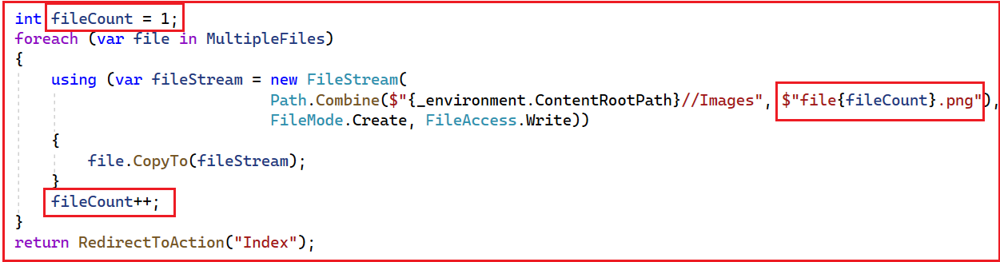 int fileCount = 1;
foreach (var file in MultipleFiles)
{
using (var fileStream = new FileStream(
Path.Combine($"{_environment.ContentRootPath}//Images", $"file{fileCount}.png"),
FileMode.Create, FileAccess.Write))
{
file.CopyTo(fileStream);
}
fileCount++;
}
return RedirectToAction("Index");